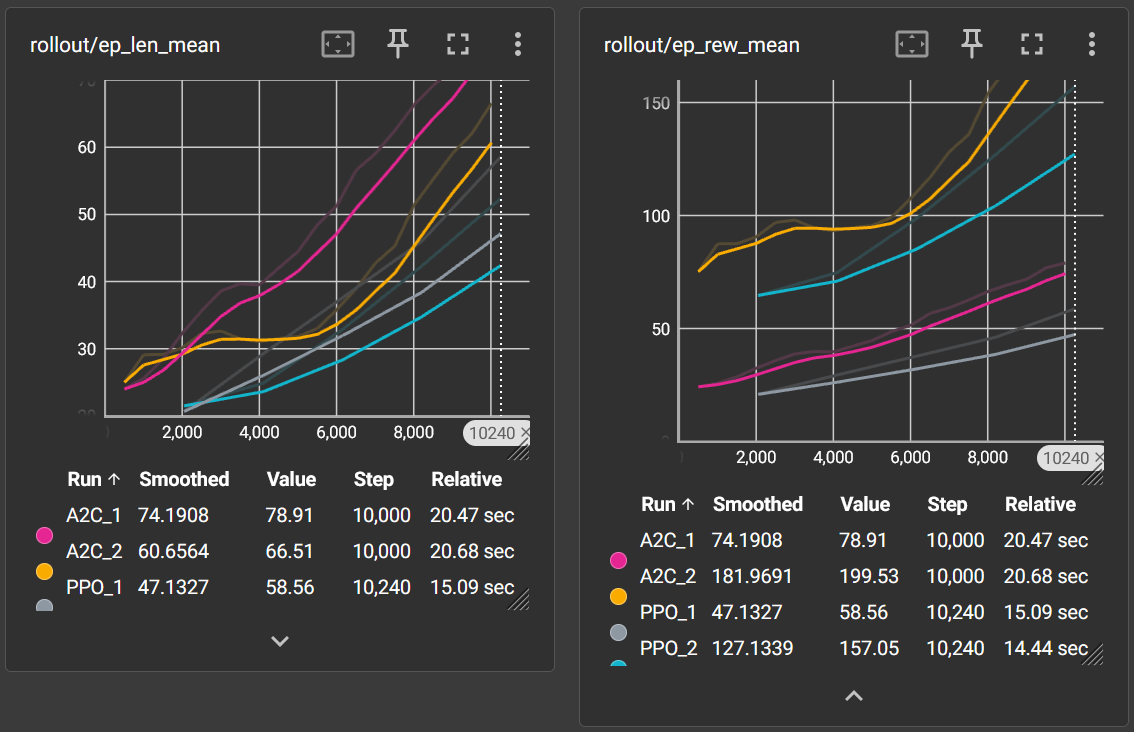 rollout/ep_len_mean
60
50
40
30
2,000 4,000 6,000 8,000 10240 ×
Run ↑ Smoothed Value Step Relative
A2C_1 74.1908 78.91 10,000 20.47 sec
A2C_2 60.6564 66.51 10,000 20.68 sec
PPO_1 47.1327 58.56 10,240 15.09 sec
rollout/ep_rew_mean
150
100
50
2,000 4,000 6,000 8,000 10240 ×
Run ↑ Smoothed Value Step Relative
A2C_1 74.1908 78.91 10,000 20.47 sec
A2C_2 181.9691 199.53 10,000 20.68 sec
PPO_1 47.1327 58.56 10,240 15.09 sec
PPO_2 127.1339 157.05 10,240 14.44 sec